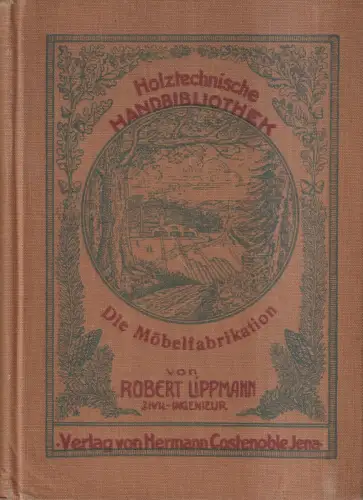 Holztechnische
HANDBIBLIOTHEK
Die Möbelfabrikation
von
ROBERT LIPPMANN
ZIVIL-INGENIEUR
·Verlag von Hermann Costenoble Jena·